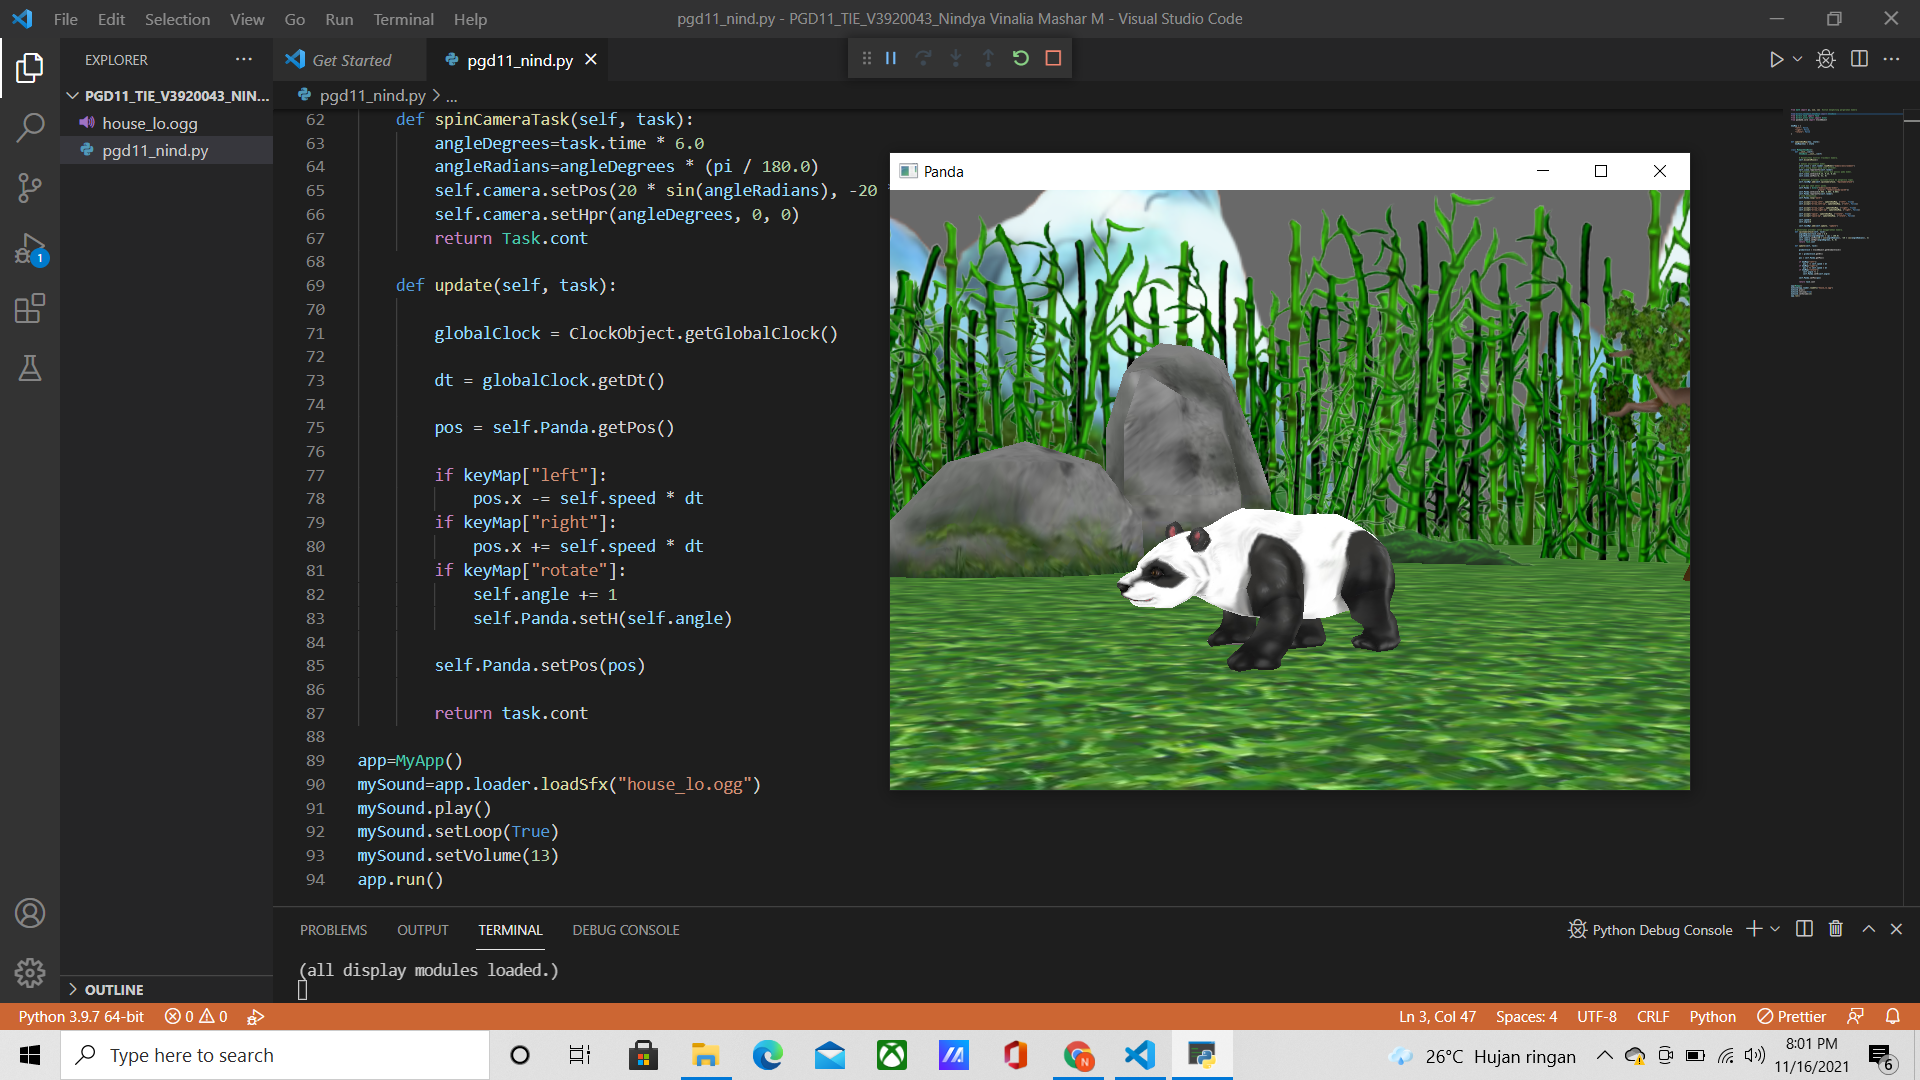 File Edit Selection View Go Run Terminal Help
pgd11_nind.py - PGD11_TIE_V3920043_Nindya Vinalia Mashar M - Visual Studio Code
EXPLORER
Get Started
pgd11_nind.py
PGD11_TIE_V3920043_NIN...
house_lo.ogg
pgd11_nind.py
pgd11_nind.py > ...
62 def spinCameraTask(self, task):
63 angleDegrees=task.time * 6.0
64 angleRadians=angleDegrees * (pi / 180.0)
65 self.camera.setPos(20 * sin(angleRadians), -20
66 self.camera.setHpr(angleDegrees, 0, 0)
67 return Task.cont
68
69 def update(self, task):
70
71 globalClock = ClockObject.getGlobalClock()
72
73 dt = globalClock.getDt()
74
75 pos = self.Panda.getPos()
76
77 if keyMap["left"]:
78 pos.x -= self.speed * dt
79 if keyMap["right"]:
80 pos.x += self.speed * dt
81 if keyMap["rotate"]:
82 self.angle += 1
83 self.Panda.setH(self.angle)
84
85 self.Panda.setPos(pos)
86
87 return task.cont
88
89 app=MyApp()
90 mySound=app.loader.loadSfx("house_lo.ogg")
91 mySound.play()
92 mySound.setLoop(True)
93 mySound.setVolume(13)
94 app.run()
Panda
1
PROBLEMS OUTPUT TERMINAL DEBUG CONSOLE
Python Debug Console
(all display modules loaded.)
OUTLINE
Python 3.9.7 64-bit 0 0
Ln 3, Col 47 Spaces: 4 UTF-8 CRLF Python Prettier
Type here to search
26°C Hujan ringan
8:01 PM
11/16/2021
6